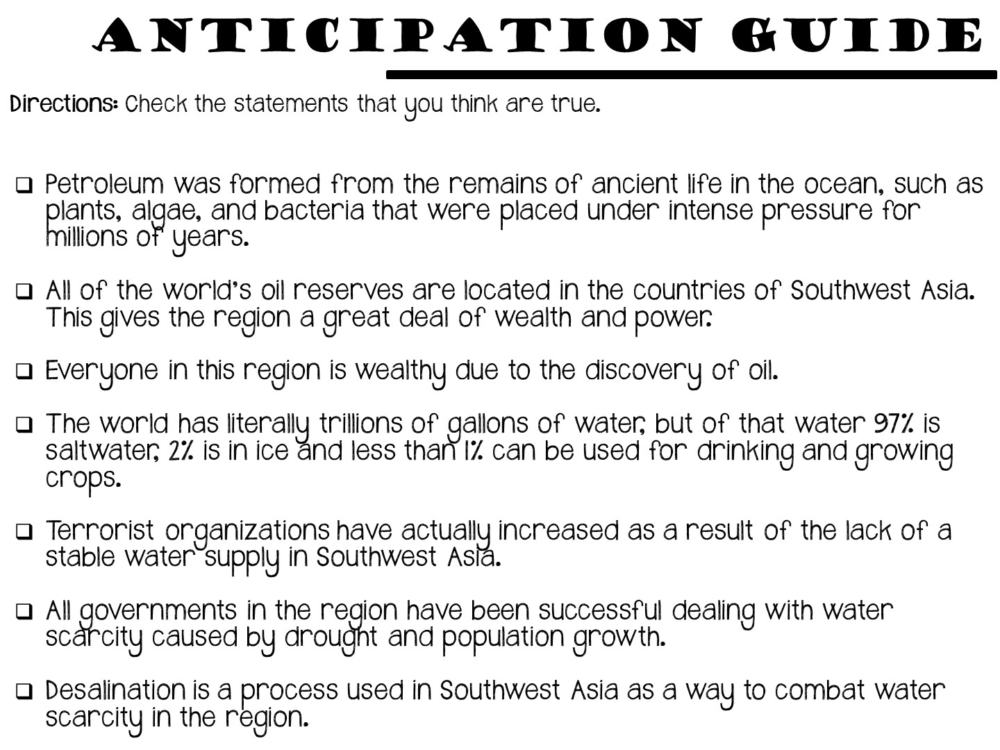 ANTICIPATION GUIDE
Directions: Check the statements that you think are true.
❑ Petroleum was formed from the remains of ancient life in the ocean, such as
plants, algae, and bacteria that were placed under intense pressure for
millions of years.
❑ All of the world's oil reserves are located in the countries of Southwest Asia.
This gives the region a great deal of wealth and power.
❑ Everyone in this region is wealthy due to the discovery of oil.
❑ The world has literally trillions of gallons of water, but of that water 97% is
saltwater, 2% is in ice and less than 1% can be used for drinking and growing
crops.
❑ Terrorist organizations have actually increased as a result of the lack of a
stable water supply in Southwest Asia.
❑ All governments in the region have been successful dealing with water
scarcity caused by drought and population growth.
❑ Desalination is a process used in Southwest Asia as a way to combat water
scarcity in the region.